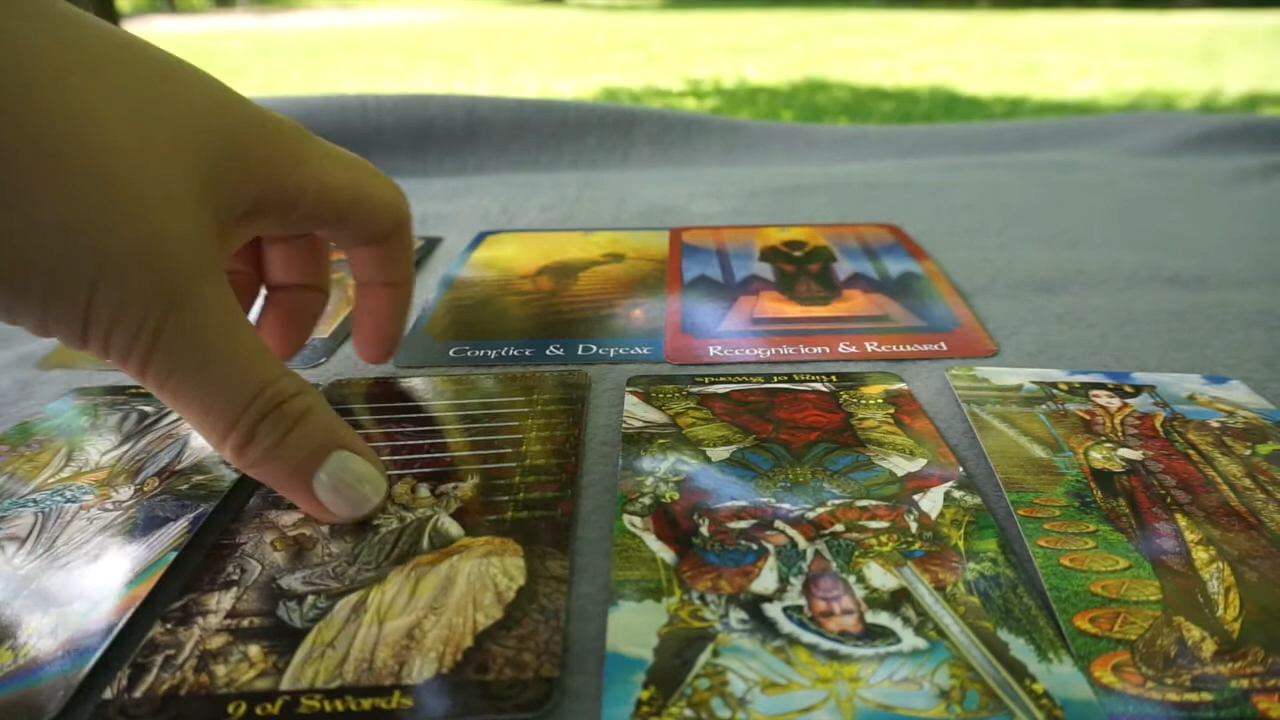 Conflict & Defeat
Recognition & Reward
King of Swords
9 of Swords